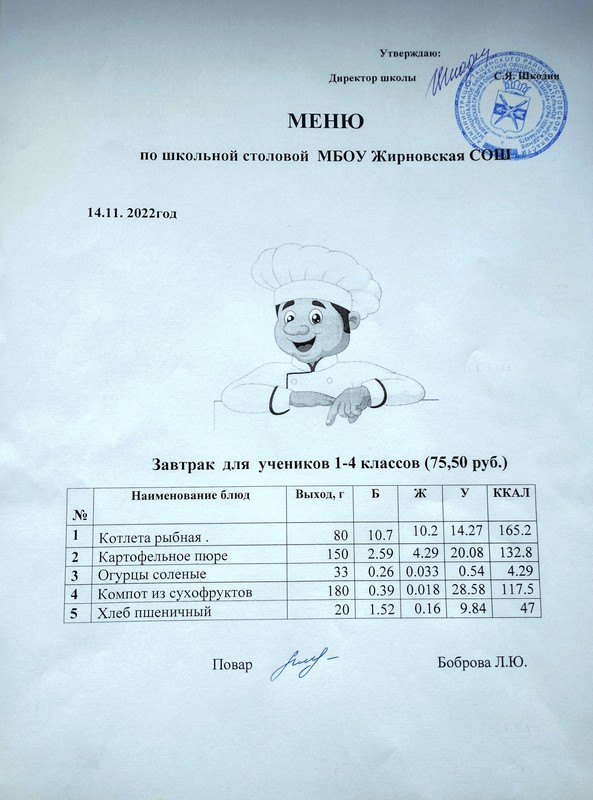 Утверждаю:
Директор школы С.Я. Шкодин
МЕНЮ
по школьной столовой МБОУ Жирновская СОШ
14.11. 2022год
Завтрак для учеников 1-4 классов (75,50 руб.)
№ Наименование блюд Выход, г Б Ж У ККАЛ
1 Котлета рыбная . 80 10.7 10.2 14.27 165.2
2 Картофельное пюре 150 2.59 4.29 20.08 132.8
3 Огурцы соленые 33 0.26 0.033 0.54 4.29
4 Компот из сухофруктов 180 0.39 0.018 28.58 117.5
5 Хлеб пшеничный 20 1.52 0.16 9.84 47
Повар Боброва Л.Ю.